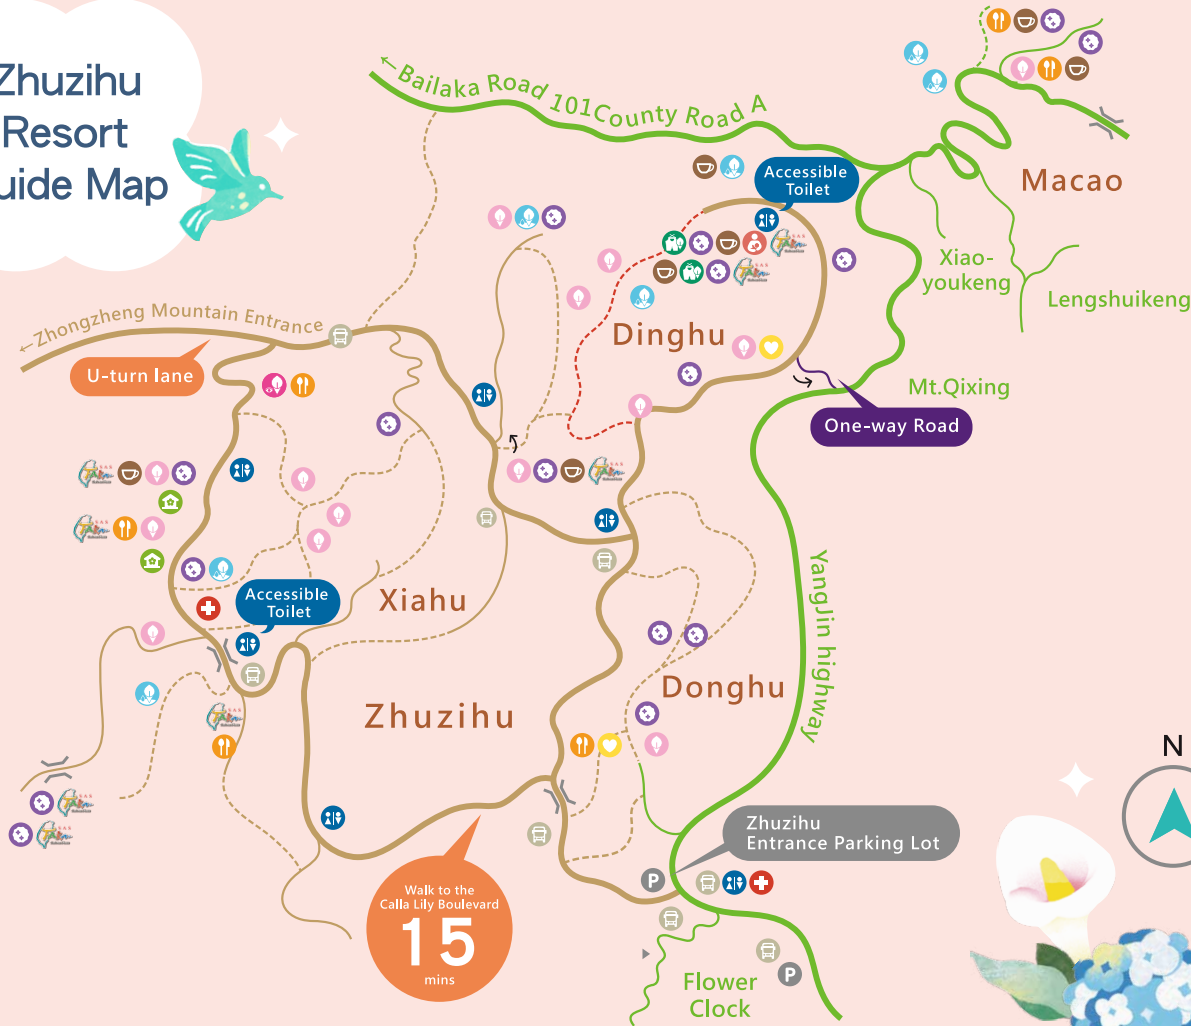 Zhuzihu
Resort
Guide Map
←Bailaka Road 101County Road A
Macao
Accessible
Toilet
Xiao-
youkeng
Lengshuikeng
←Zhongzheng Mountain Entrance
U-turn lane
Dinghu
Mt.Qixing
One-way Road
YangJin highway
Accessible
Toilet
Xiahu
Zhuzihu
Donghu
N
Zhuzihu
Entrance Parking Lot
P
Walk to the
Calla Lily Boulevard
15
mins
P
Flower
Clock